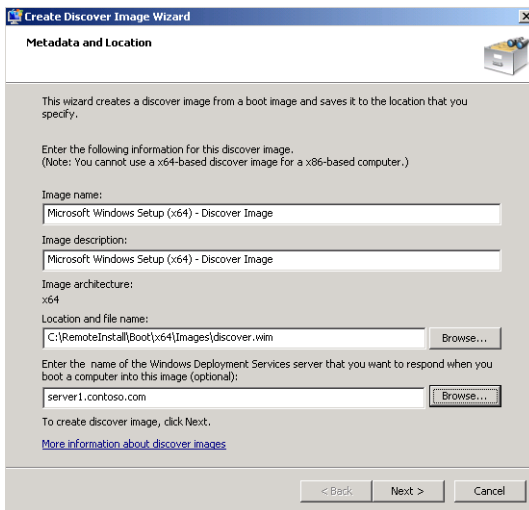 Create Discover Image Wizard
Metadata and Location
This wizard creates a discover image from a boot image and saves it to the location that you
specify.
Enter the following information for this discover image.
(Note: You cannot use a x64-based discover image for a x86-based computer.)
Image name:
Microsoft Windows Setup (x64) - Discover Image
Image description:
Microsoft Windows Setup (x64) - Discover Image
Image architecture:
x64
Location and file name:
C:\RemoteInstall\Boot\x64\Images\discover.wim
Browse...
Enter the name of the Windows Deployment Services server that you want to respond when you
boot a computer into this image (optional):
server1.contoso.com
Browse...
To create discover image, click Next.
More information about discover images
< Back Next > Cancel